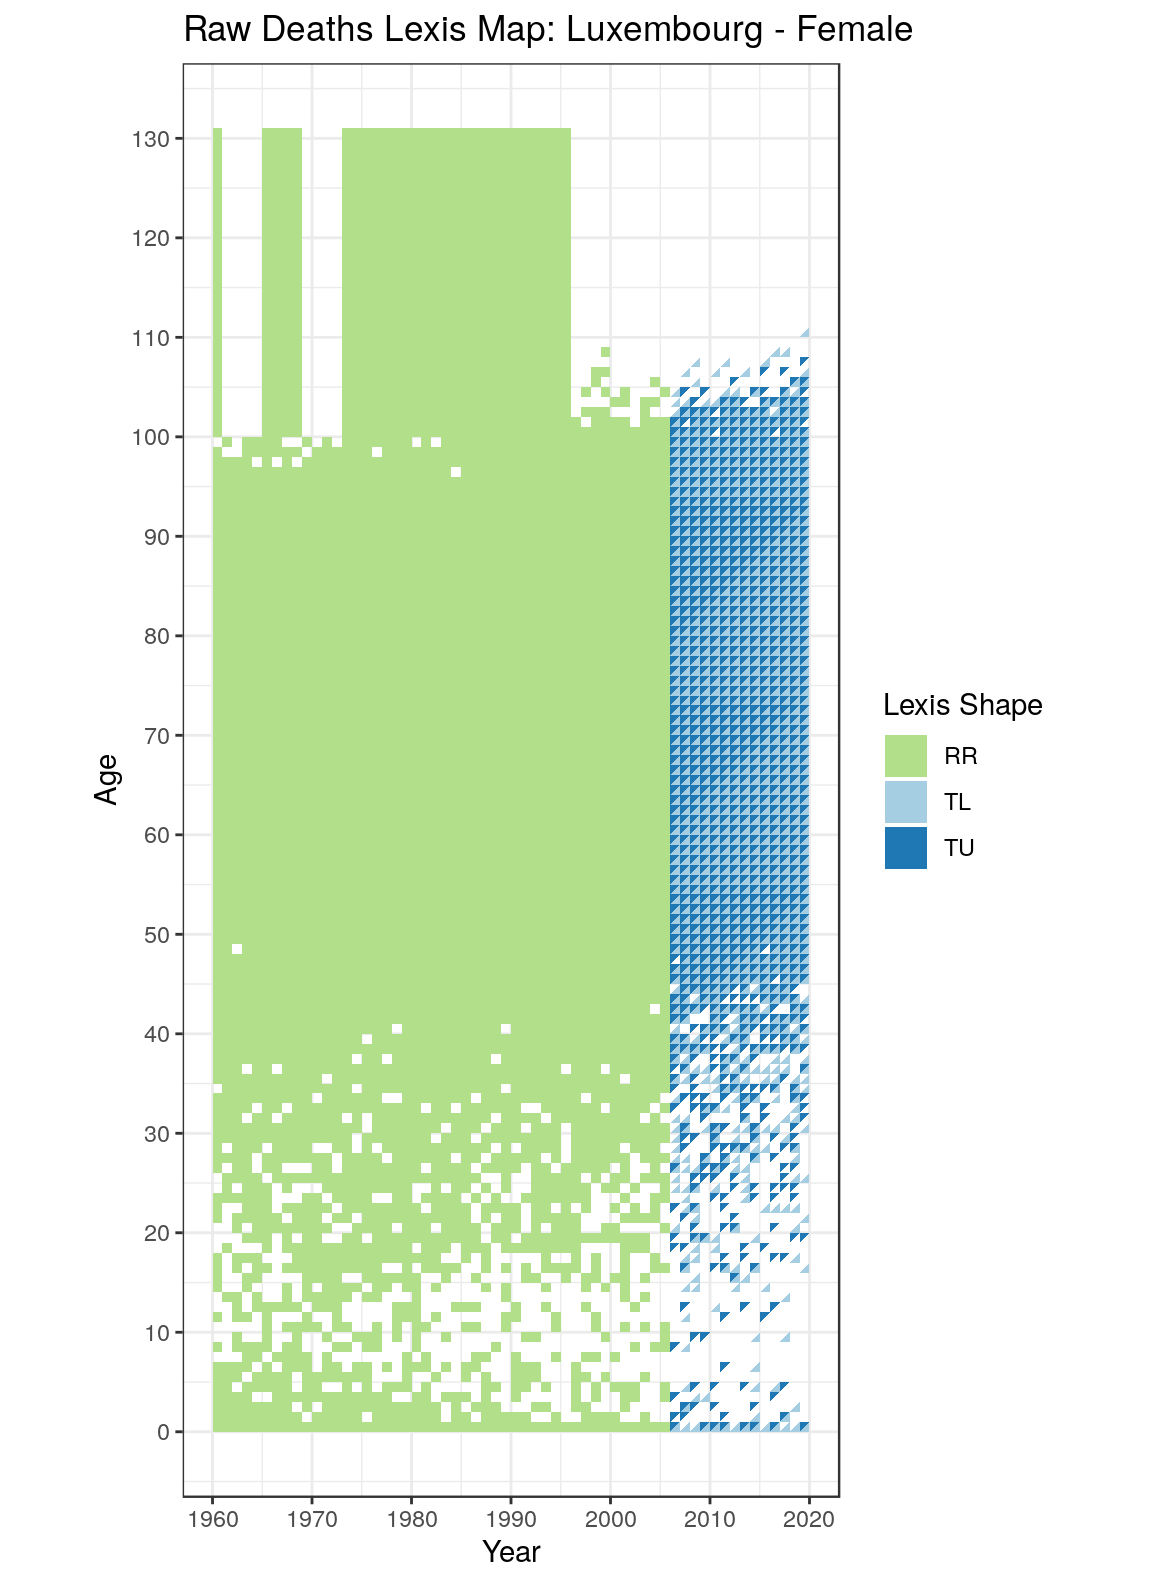 Raw Deaths Lexis Map: Luxembourg - Female
130
120
110
100
90
80
70
60
50
40
30
20
10
0
Age
1960 1970 1980 1990 2000 2010 2020
Year
Lexis Shape
RR
TL
TU